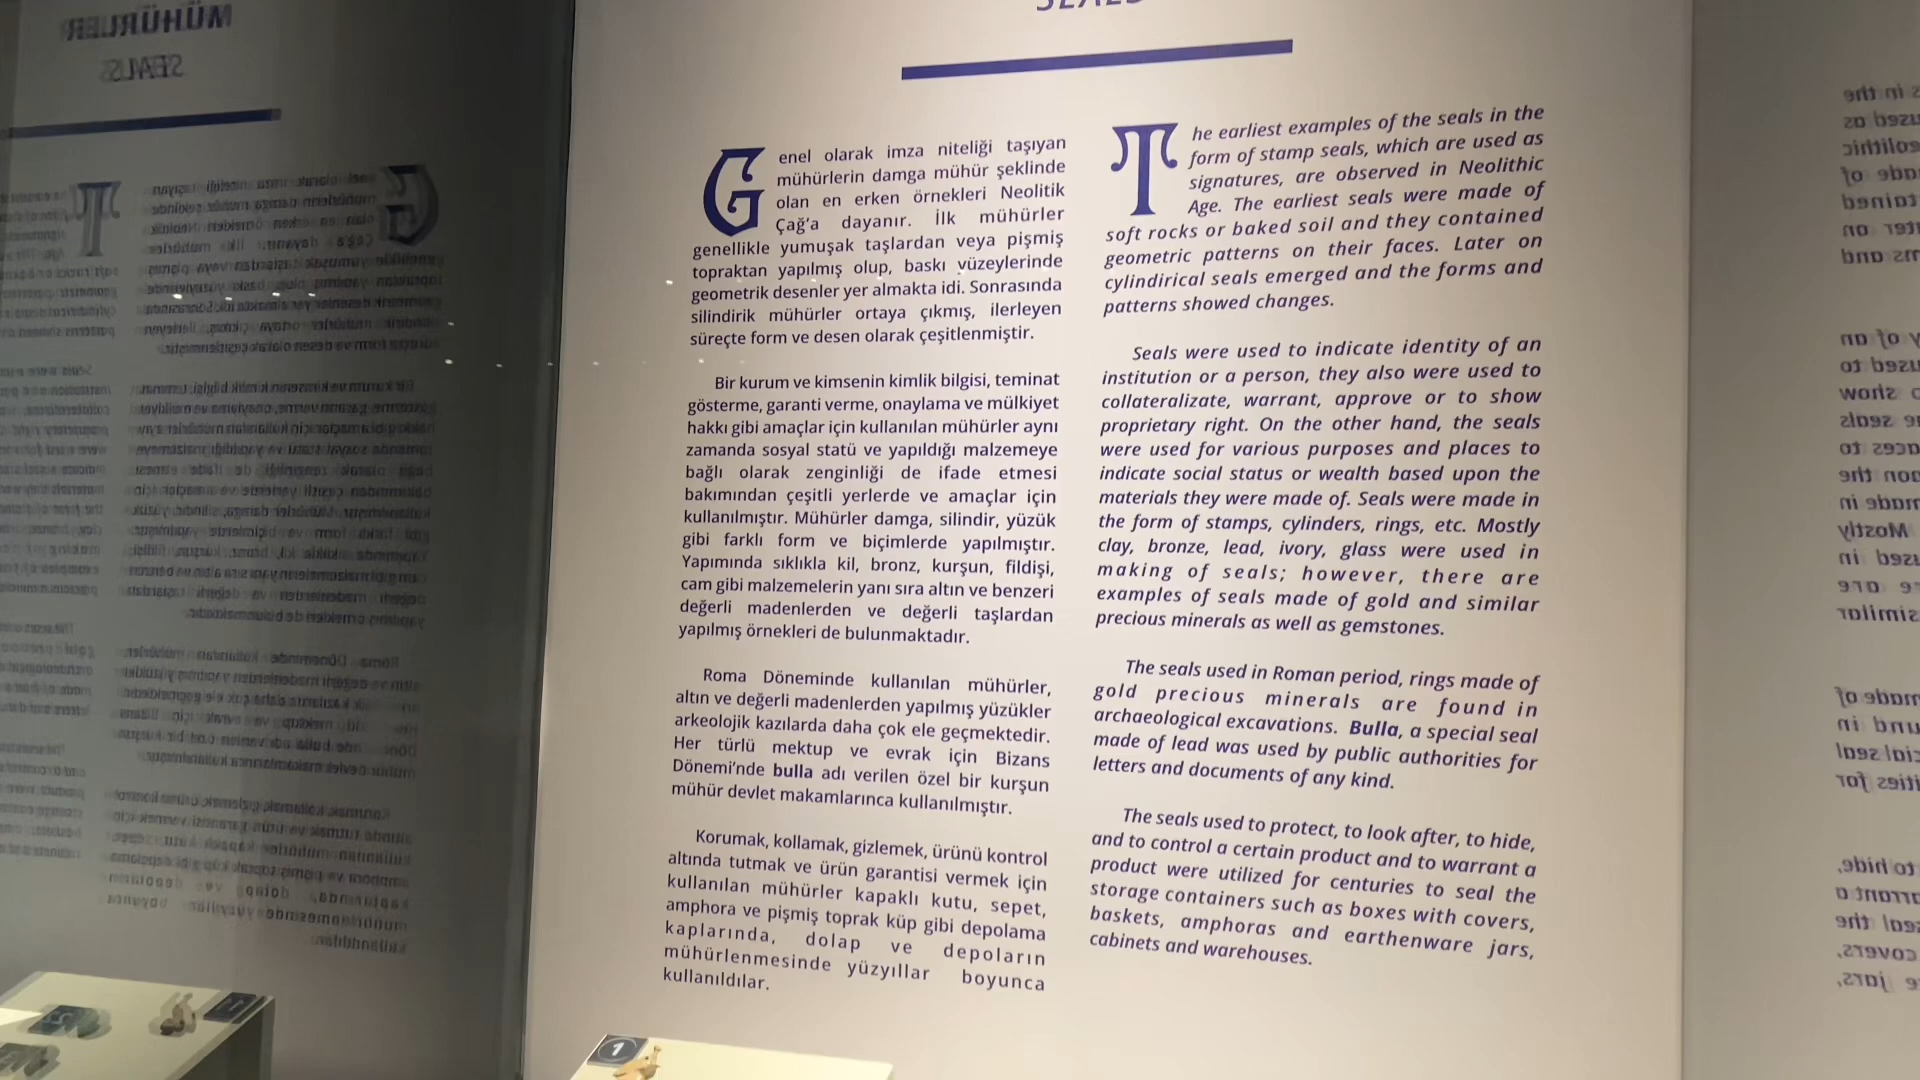 SEALS
Genel olarak imza niteliği taşıyan
mühürlerin damga mühür şeklinde
olan en erken örnekleri Neolitik
Çağ’a dayanır. İlk mühürler
genellikle yumuşak taşlardan veya pişmiş
topraktan yapılmış olup, baskı yüzeylerinde
geometrik desenler yer almakta idi. Sonrasında
silindirik mühürler ortaya çıkmış, ilerleyen
süreçte form ve desen olarak çeşitlenmiştir.
Bir kurum ve kimsenin kimlik bilgisi, teminat
gösterme, garanti verme, onaylama ve mülkiyet
hakkı gibi amaçlar için kullanılan mühürler aynı
zamanda sosyal statü ve yapıldığı malzemeye
bağlı olarak zenginliği de ifade etmesi
bakımından çeşitli yerlerde ve amaçlar için
kullanılmıştır. Mühürler damga, silindir, yüzük
gibi farklı form ve biçimlerde yapılmıştır.
Yapımında sıklıkla kil, bronz, kurşun, fildişi,
cam gibi malzemelerin yanı sıra altın ve benzeri
değerli madenlerden ve değerli taşlardan
yapılmış örnekleri de bulunmaktadır.
Roma Döneminde kullanılan mühürler,
altın ve değerli madenlerden yapılmış yüzükler
arkeolojik kazılarda daha çok ele geçmektedir.
Her türlü mektup ve evrak için Bizans
Dönemi’nde bulla adı verilen özel bir kurşun
mühür devlet makamlarınca kullanılmıştır.
Korumak, kollamak, gizlemek, ürünü kontrol
altında tutmak ve ürün garantisi vermek için
kullanılan mühürler kapaklı kutu, sepet,
amphora ve pişmiş toprak küp gibi depolama
kaplarında, dolap ve depoların
mühürlenmesinde yüzyıllar boyunca
kullanıldılar.
The earliest examples of the seals in the
form of stamp seals, which are used as
signatures, are observed in Neolithic
Age. The earliest seals were made of
soft rocks or baked soil and they contained
geometric patterns on their faces. Later on
cylindirical seals emerged and the forms and
patterns showed changes.
Seals were used to indicate identity of an
institution or a person, they also were used to
collateralizate, warrant, approve or to show
proprietary right. On the other hand, the seals
were used for various purposes and places to
indicate social status or wealth based upon the
materials they were made of. Seals were made in
the form of stamps, cylinders, rings, etc. Mostly
clay, bronze, lead, ivory, glass were used in
making of seals; however, there are
examples of seals made of gold and similar
precious minerals as well as gemstones.
The seals used in Roman period, rings made of
gold precious minerals are found in
archaeological excavations. Bulla, a special seal
made of lead was used by public authorities for
letters and documents of any kind.
The seals used to protect, to look after, to hide,
and to control a certain product and to warrant a
product were utilized for centuries to seal the
storage containers such as boxes with covers,
baskets, amphoras and earthenware jars,
cabinets and warehouses.
1